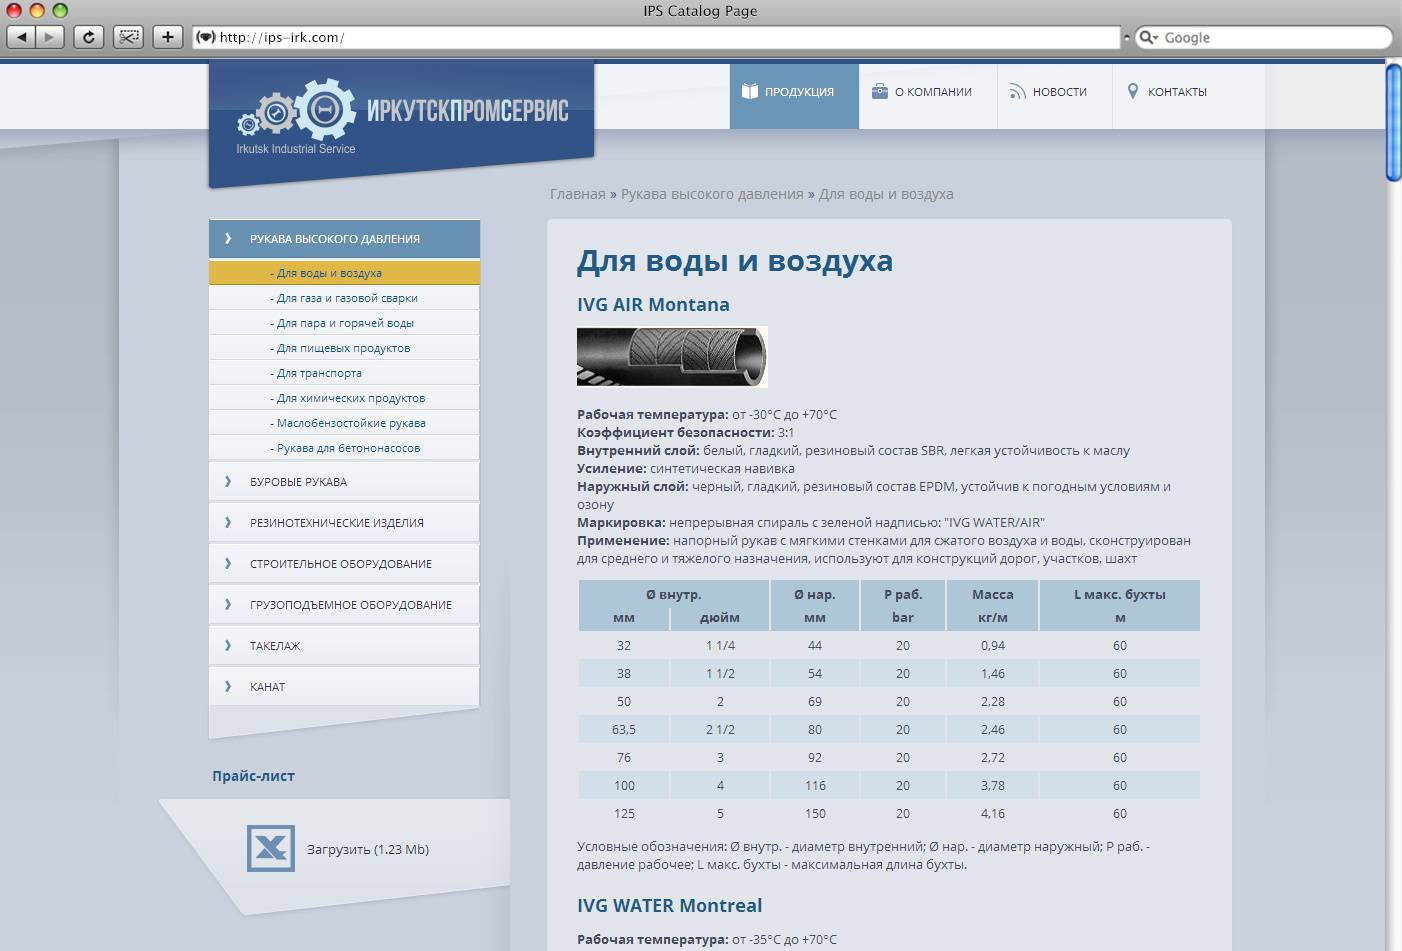 IPS Catalog Page
http://ips-irk.com/
Google
ИРКУТСКПРОМСЕРВИС
Irkutsk Industrial Service
ПРОДУКЦИЯ
О КОМПАНИИ
НОВОСТИ
КОНТАКТЫ
Главная » Рукава высокого давления » Для воды и воздуха
РУКАВА ВЫСОКОГО ДАВЛЕНИЯ
- Для воды и воздуха
- Для газа и газовой сварки
- Для пара и горячей воды
- Для пищевых продуктов
- Для транспорта
- Для химических продуктов
- Маслобензостойкие рукава
- Рукава для бетононасосов
БУРОВЫЕ РУКАВА
РЕЗИНОТЕХНИЧЕСКИЕ ИЗДЕЛИЯ
СТРОИТЕЛЬНОЕ ОБОРУДОВАНИЕ
ГРУЗОПОДЪЕМНОЕ ОБОРУДОВАНИЕ
ТАКЕЛАЖ
КАНАТ
Прайс-лист
Загрузить (1.23 Mb)
Для воды и воздуха
IVG AIR Montana
Рабочая температура: от -30°C до +70°C
Коэффициент безопасности: 3:1
Внутренний слой: белый, гладкий, резиновый состав SBR, легкая устойчивость к маслу
Усиление: синтетическая навивка
Наружный слой: черный, гладкий, резиновый состав EPDM, устойчив к погодным условиям и
озону
Маркировка: непрерывная спираль с зеленой надписью: "IVG WATER/AIR"
Применение: напорный рукав с мягкими стенками для сжатого воздуха и воды, сконструирован
для среднего и тяжелого назначения, используют для конструкций дорог, участков, шахт
Ø внутр. Ø нар. P раб. Масса L макс. бухты
мм дюйм мм bar кг/м м
32 1 1/4 44 20 0,94 60
38 1 1/2 54 20 1,46 60
50 2 69 20 2,28 60
63,5 2 1/2 80 20 2,46 60
76 3 92 20 2,72 60
100 4 116 20 3,78 60
125 5 150 20 4,16 60
Условные обозначения: Ø внутр. - диаметр внутренний; Ø нар. - диаметр наружный; P раб. -
давление рабочее; L макс. бухты - максимальная длина бухты.
IVG WATER Montreal
Рабочая температура: от -35°C до +70°C